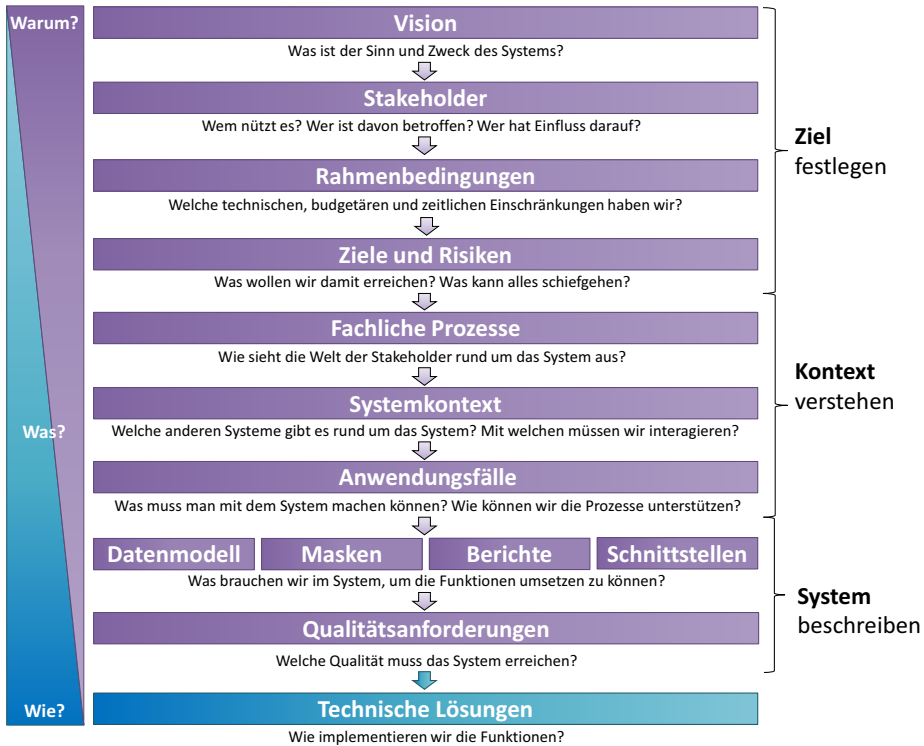 Warum?
Vision
Was ist der Sinn und Zweck des Systems?
Stakeholder
Wem nützt es? Wer ist davon betroffen? Wer hat Einfluss darauf?
Ziel
festlegen
Rahmenbedingungen
Welche technischen, budgetären und zeitlichen Einschränkungen haben wir?
Ziele und Risiken
Was wollen wir damit erreichen? Was kann alles schiefgehen?
Fachliche Prozesse
Wie sieht die Welt der Stakeholder rund um das System aus?
Kontext
verstehen
Systemkontext
Was?
Welche anderen Systeme gibt es rund um das System? Mit welchen müssen wir interagieren?
Anwendungsfälle
Was muss man mit dem System machen können? Wie können wir die Prozesse unterstützen?
Datenmodell Masken Berichte Schnittstellen
Was brauchen wir im System, um die Funktionen umsetzen zu können?
System
beschreiben
Qualitätsanforderungen
Welche Qualität muss das System erreichen?
Wie?
Technische Lösungen
Wie implementieren wir die Funktionen?